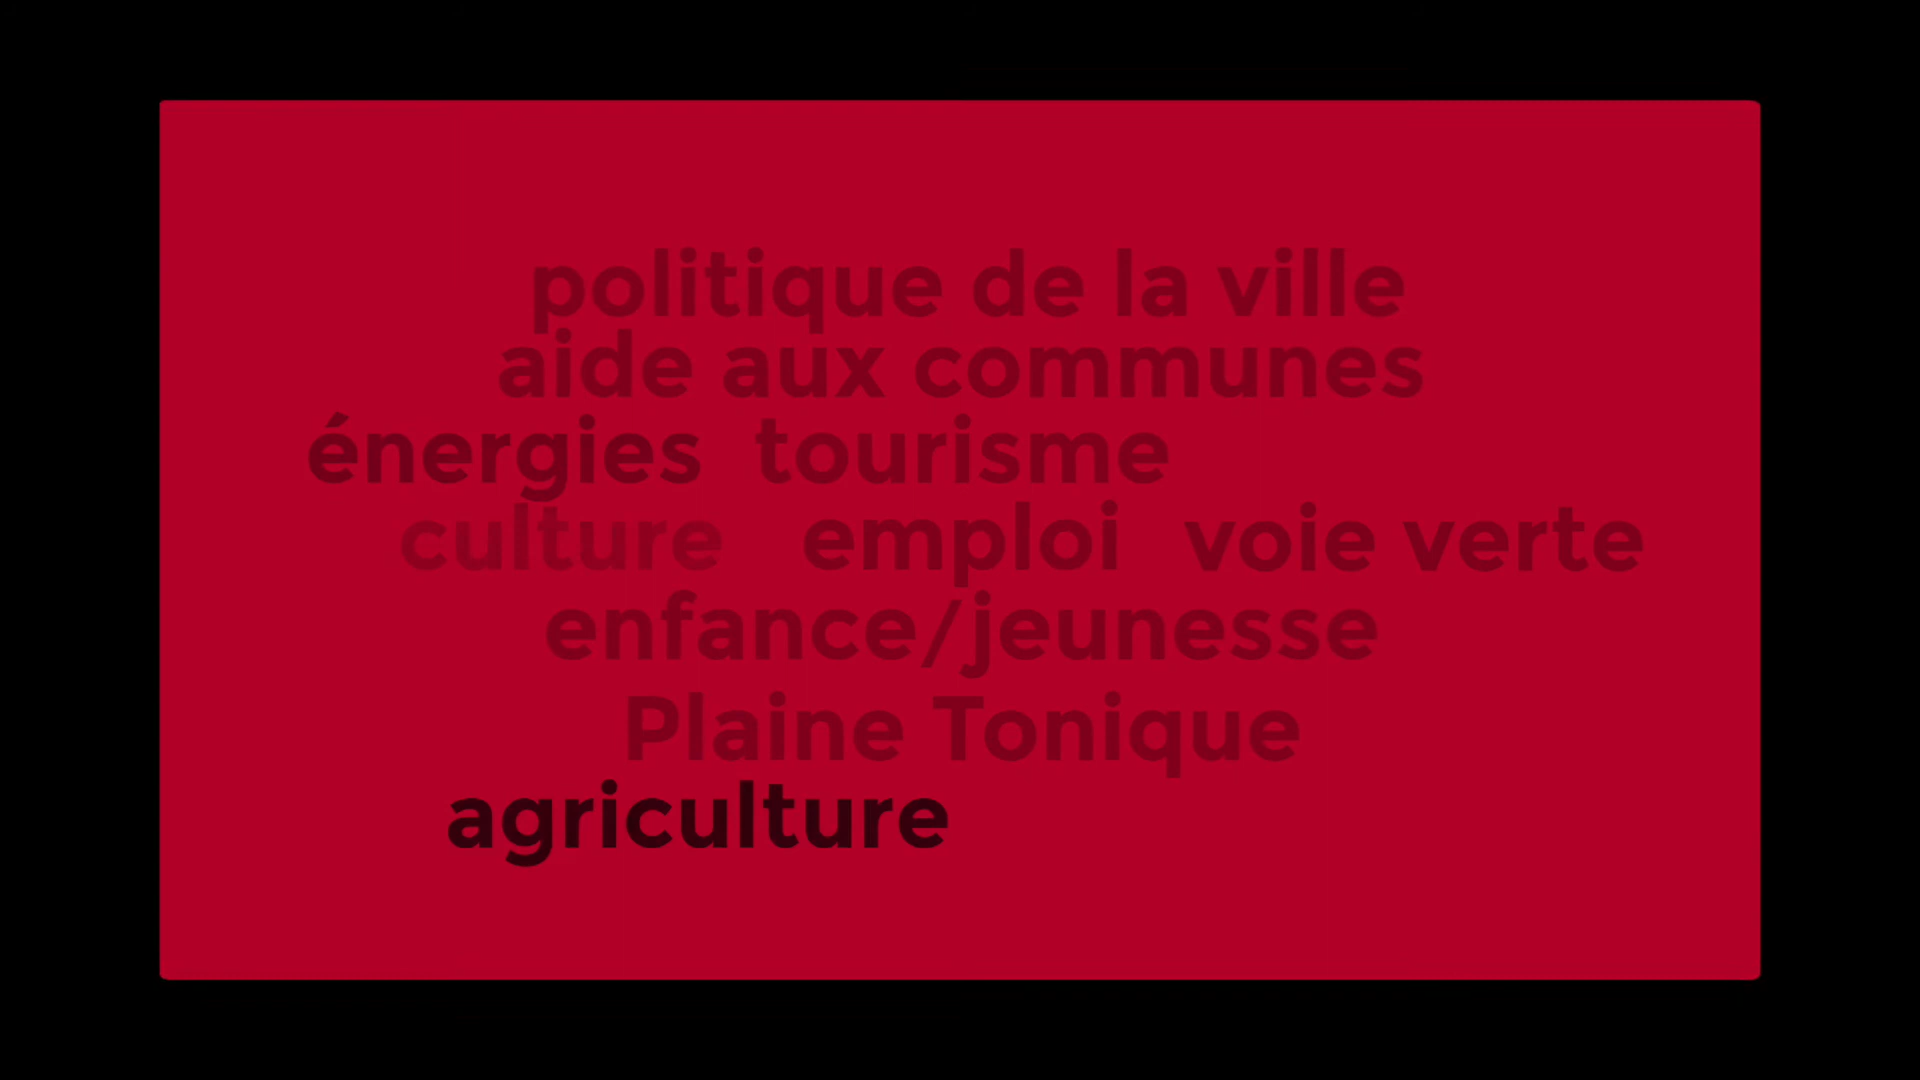 politique de la ville
aide aux communes
énergies tourisme
culture emploi voie verte
enfance/jeunesse
Plaine Tonique
agriculture